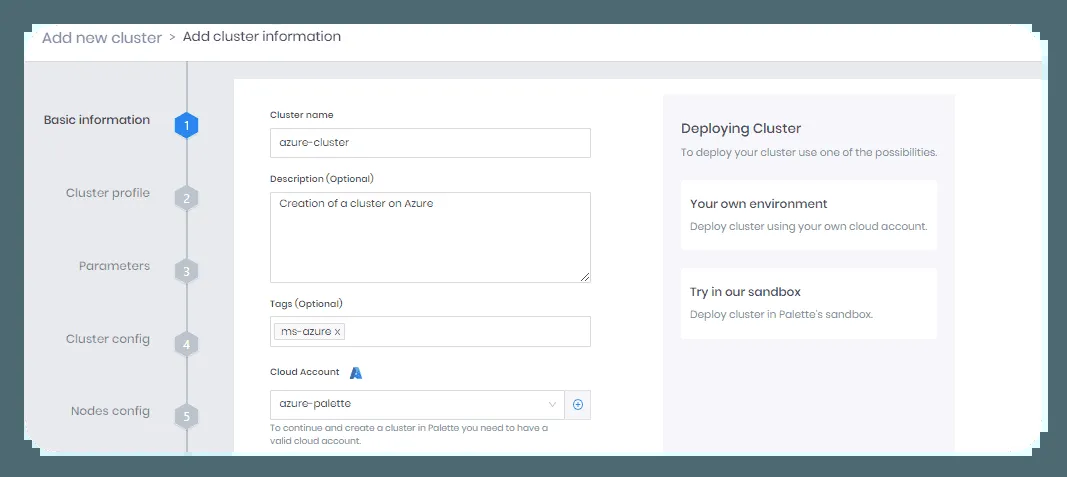 Add new cluster > Add cluster information
Basic information
1
Cluster profile
2
Parameters
3
Cluster config
4
Nodes config
5
Cluster name
azure-cluster
Description (Optional)
Creation of a cluster on Azure
Tags (Optional)
ms-azure x
Cloud Account
azure-palette
To continue and create a cluster in Palette you need to have a
valid cloud account.
Deploying Cluster
To deploy your cluster use one of the possibilities.
Your own environment
Deploy cluster using your own cloud account.
Try in our sandbox
Deploy cluster in Palette's sandbox.